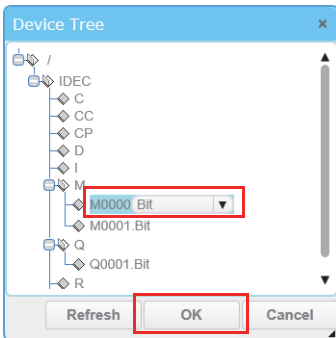 Device Tree ×
/
IDEC
C
CC
CP
D
I
M
M0000 Bit
M0001.Bit
Q
Q0001.Bit
R
Refresh OK Cancel